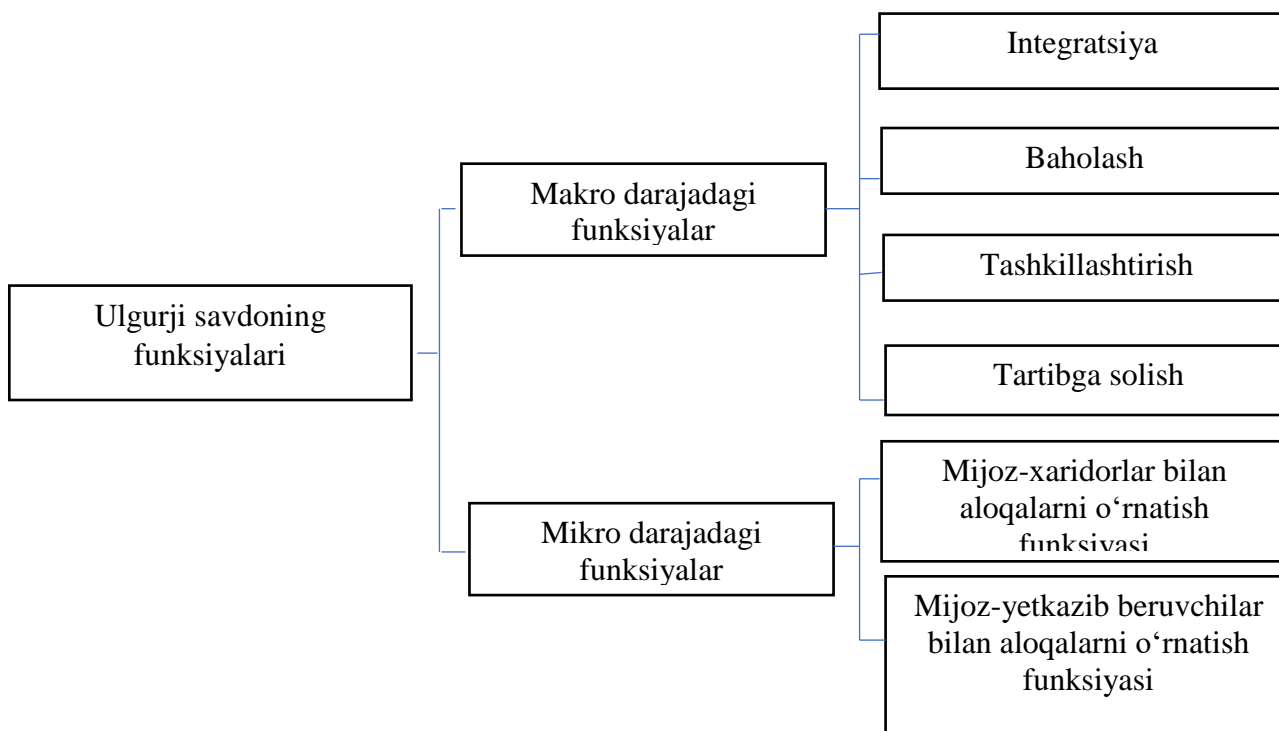 Ulgurji savdoning
funksiyalari
Makro darajadagi
funksiyalar
Integratsiya
Baholash
Tashkillashtirish
Tartibga solish
Mikro darajadagi
funksiyalar
Mijoz-xaridorlar bilan
aloqalarni o‘rnatish
funksiyasi
Mijoz-yetkazib beruvchilar
bilan aloqalarni o‘rnatish
funksiyasi